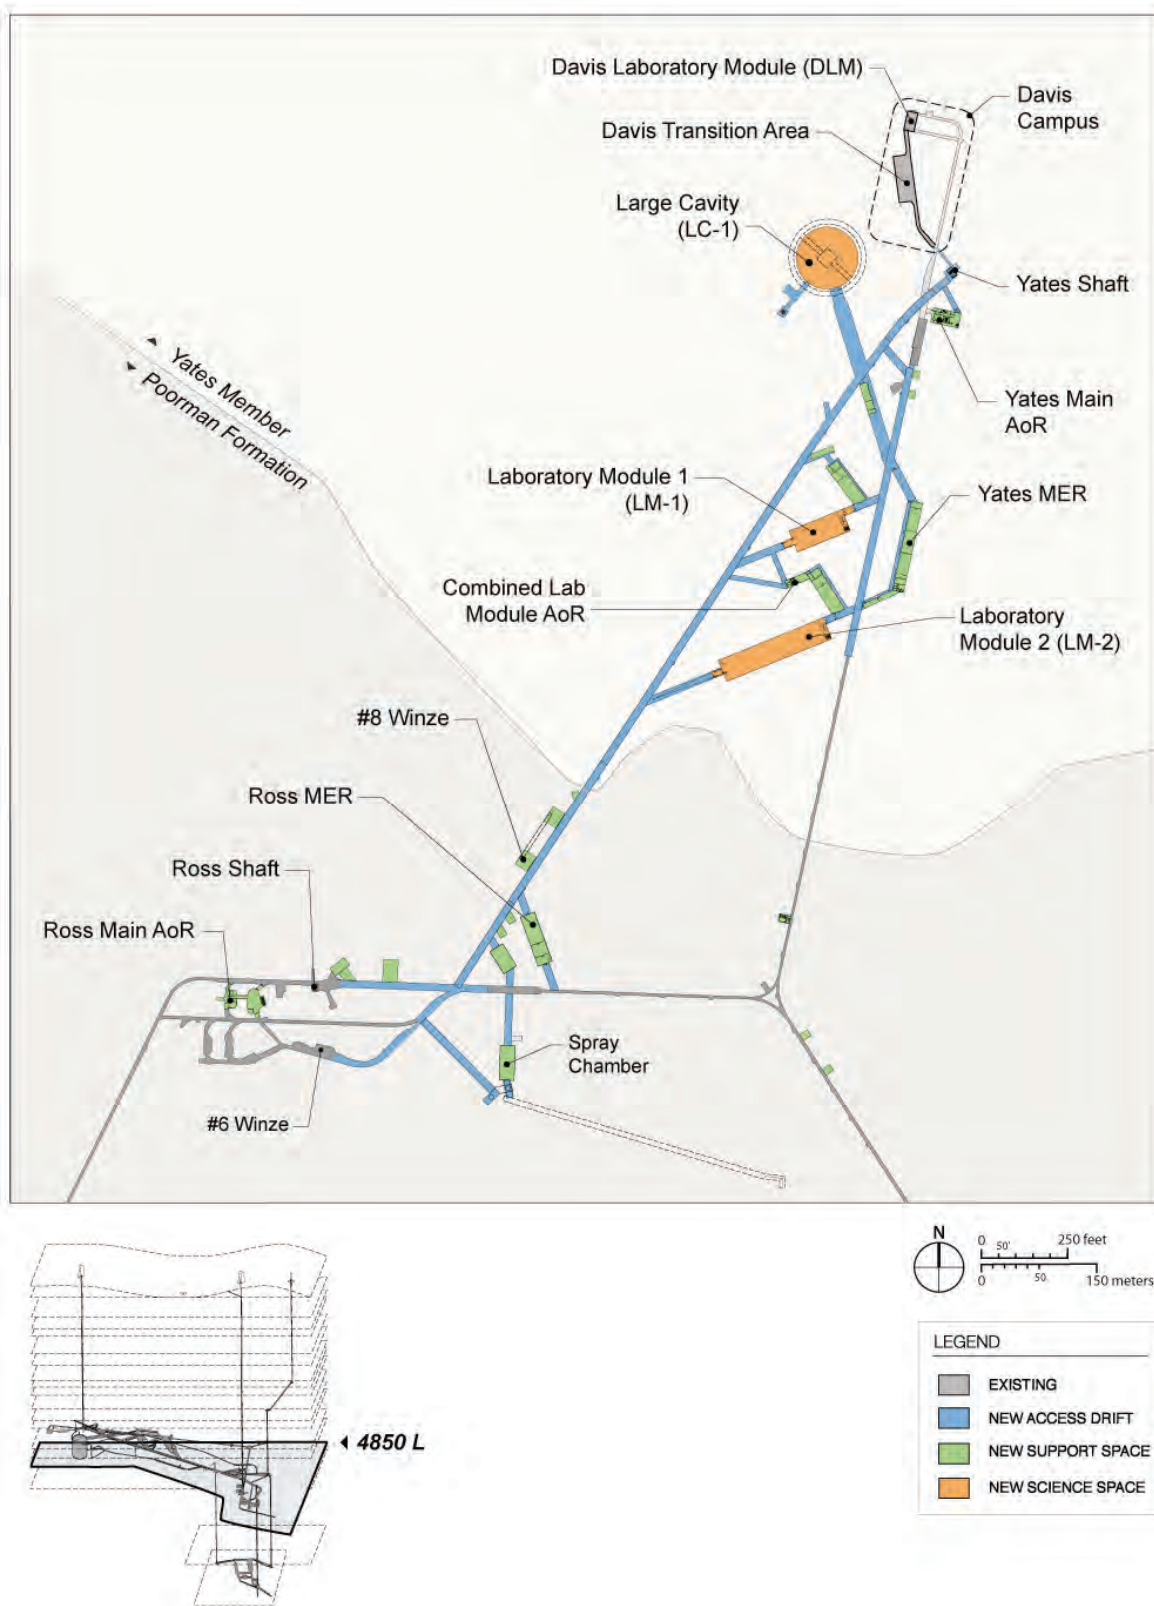 Davis Laboratory Module (DLM)
Davis
Campus
Davis Transition Area
Large Cavity
(LC-1)
Yates Shaft
Yates Member
Poorman Formation
Yates Main
AoR
Laboratory Module 1
(LM-1)
Yates MER
Combined Lab
Module AoR
Laboratory
Module 2 (LM-2)
#8 Winze
Ross MER
Ross Shaft
Ross Main AoR
Spray
Chamber
#6 Winze
N
0 50' 250 feet
0 50 150 meters
LEGEND
EXISTING
NEW ACCESS DRIFT
NEW SUPPORT SPACE
NEW SCIENCE SPACE
4850 L